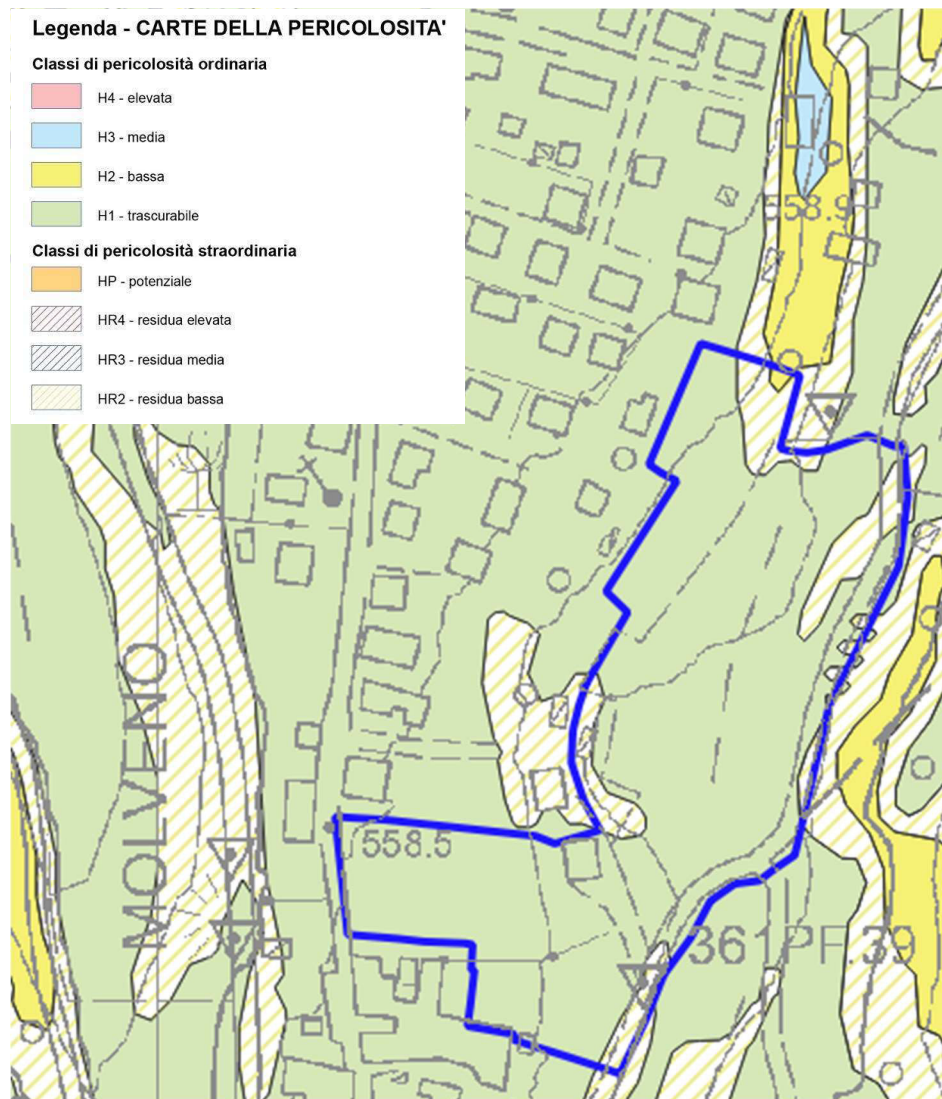 Legenda - CARTE DELLA PERICOLOSITA'
Classi di pericolosità ordinaria
H4 - elevata
H3 - media
H2 - bassa
H1 - trascurabile
Classi di pericolosità straordinaria
HP - potenziale
HR4 - residua elevata
HR3 - residua media
HR2 - residua bassa
558.9
MOLVENO
558.5
361PF.39